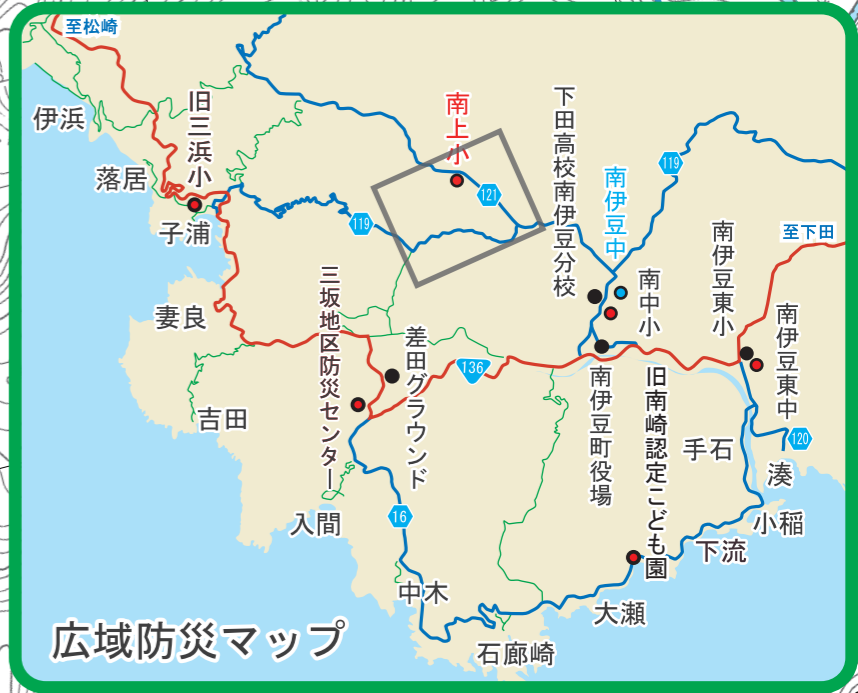 至松崎
伊浜
旧三浜小
落居
子浦
妻良
吉田
南上小
121
119
下田高校南伊豆分校
南伊豆中
119
南中小
南伊豆東小
至下田
南伊豆東中
三坂地区防災センター
差田グラウンド
136
南伊豆町役場
旧南崎認定こども園
手石
120
湊
小稲
下流
入間
16
中木
大瀬
石廊崎
広域防災マップ